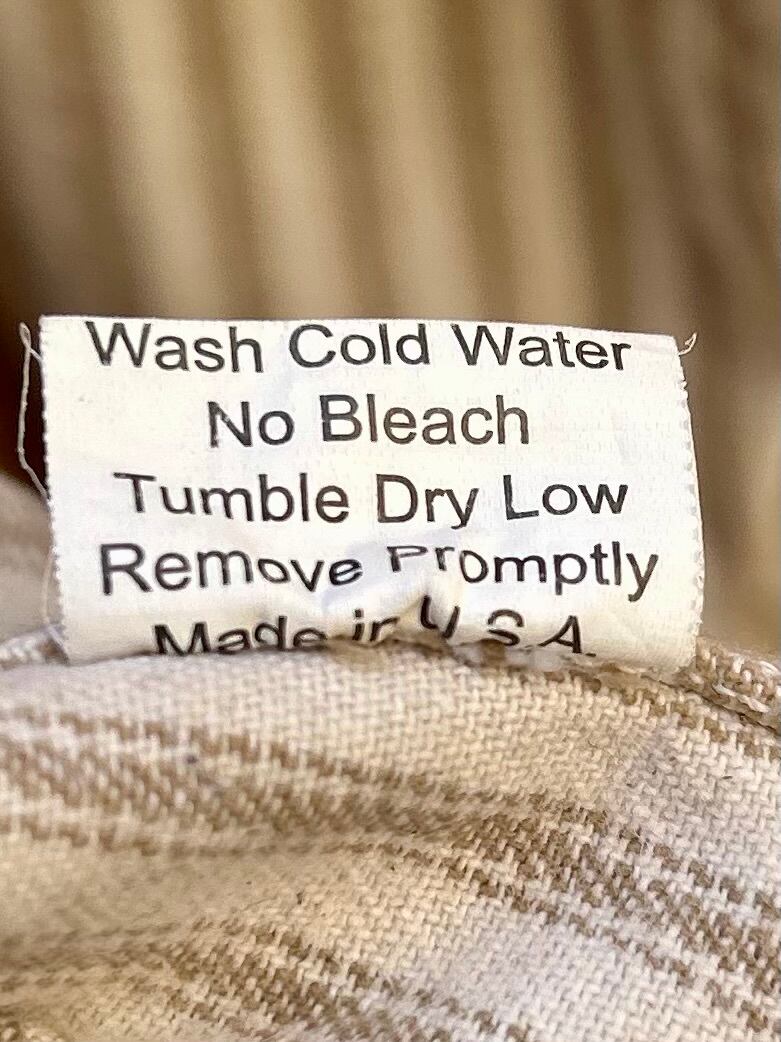 Wash Cold Water
No Bleach
Tumble Dry Low
Remove Promptly
Made in U.S.A.